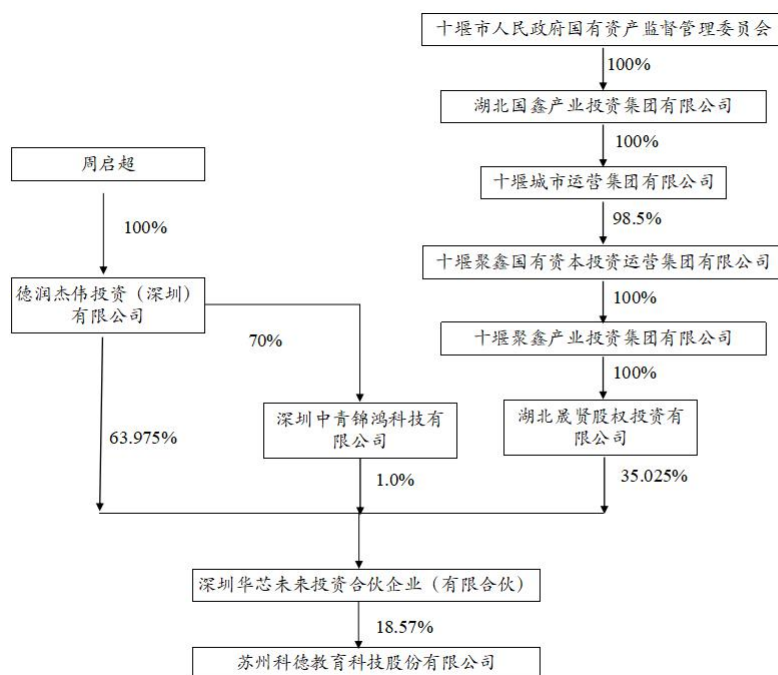 十堰市人民政府国有资产监督管理委员会
100%
湖北国鑫产业投资集团有限公司
100%
周启超
十堰城市运营集团有限公司
98.5%
100%
十堰聚鑫国有资本投资运营集团有限公司
德润杰伟投资（深圳）
有限公司
100%
70%
十堰聚鑫产业投资集团有限公司
100%
深圳中青锦鸿科技有
限公司
湖北晟贤股权投资有
限公司
63.975%
1.0%
35.025%
深圳华芯未来投资合伙企业（有限合伙）
18.57%
苏州科德教育科技股份有限公司